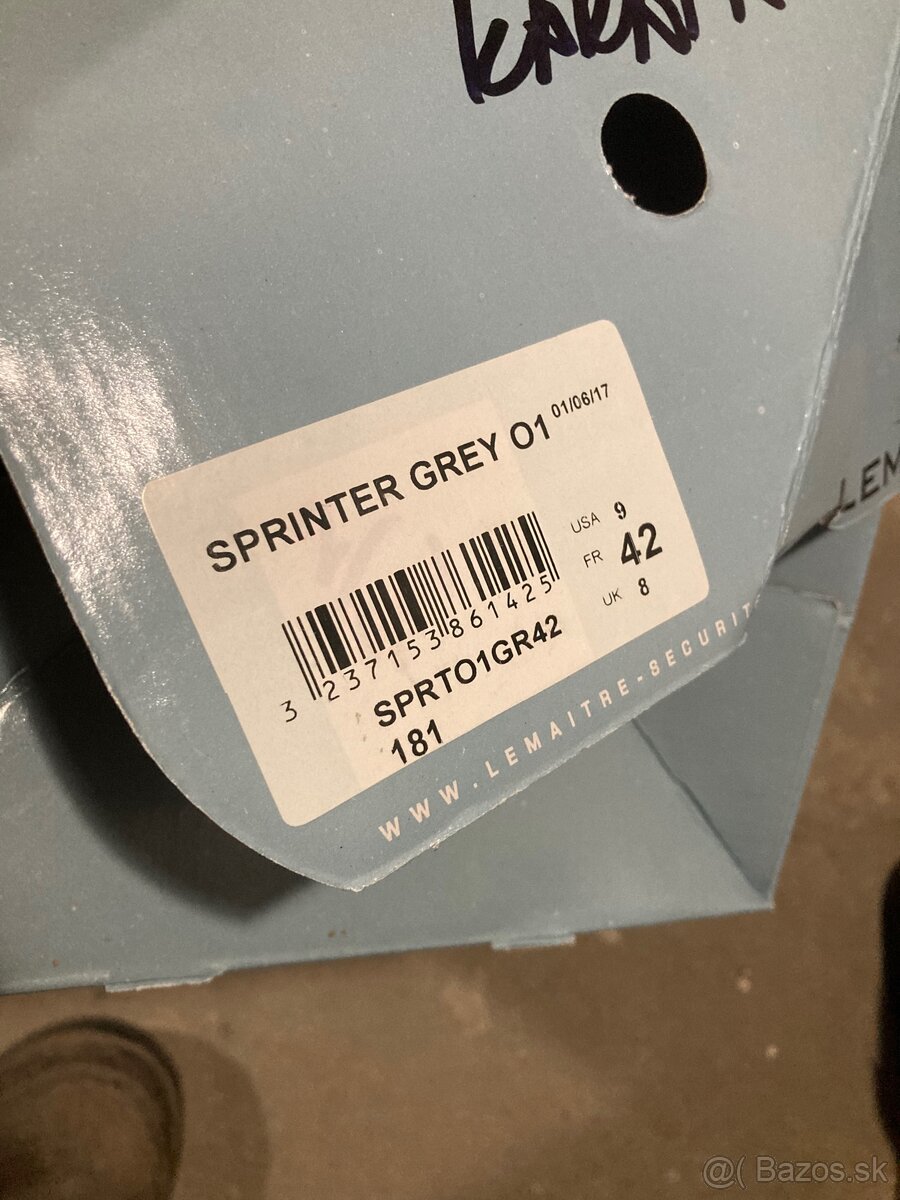 SPRINTER GREY O1 01/06/17
USA 9
FR 42
UK 8
3 237153 861425
SPRTO1GR42
181
WWW.LEMAITRE-SECURIT
LEM
@( Bazos.sk